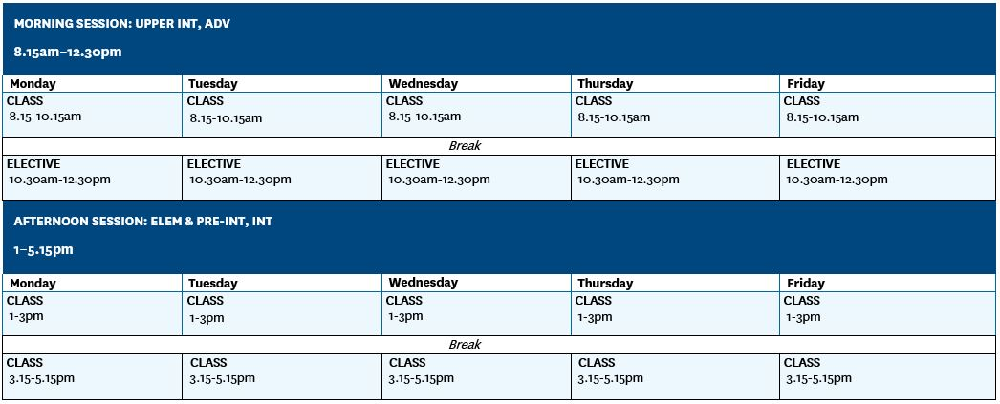 MORNING SESSION: UPPER INT, ADV
8.15am–12.30pm
Monday Tuesday Wednesday Thursday Friday
CLASS CLASS CLASS CLASS CLASS
8.15-10.15am 8.15-10.15am 8.15-10.15am 8.15-10.15am 8.15-10.15am
Break
ELECTIVE ELECTIVE ELECTIVE ELECTIVE ELECTIVE
10.30am-12.30pm 10.30am-12.30pm 10.30am-12.30pm 10.30am-12.30pm 10.30am-12.30pm
AFTERNOON SESSION: ELEM & PRE-INT, INT
1–5.15pm
Monday Tuesday Wednesday Thursday Friday
CLASS CLASS CLASS CLASS CLASS
1-3pm 1-3pm 1-3pm 1-3pm 1-3pm
Break
CLASS CLASS CLASS CLASS CLASS
3.15-5.15pm 3.15-5.15pm 3.15-5.15pm 3.15-5.15pm 3.15-5.15pm